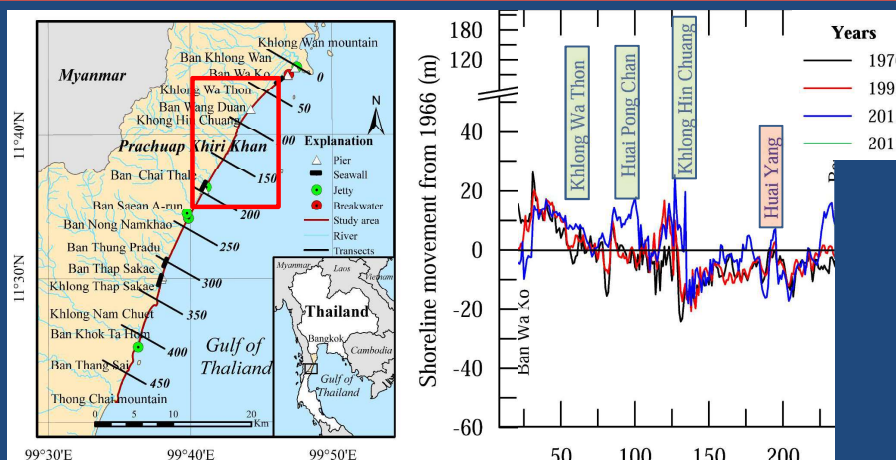 Myanmar
Khlong Wan mountain
Ban Khlong Wan
Ban Wa Ko
0
Khlong Wa Thon
50
Ban Wang Duan
Khong Hin Chuang
00
N
Prachuap Khiri Khan
150
Ban Chai Thale
200
Ban A-run
Ban Nong Namkhao
250
Ban Thung Pradu
Ban Thap Sakae
300
Khlong Thap Sakae
350
Khlong Nam Chuet
Ban Khok Ta Hom
400
Ban Thang Sai
450
Thong Chai mountain
Gulf of
Thaliand
0 5 10 20
Km
Explanation
Pier
Seawall
Jetty
Breakwater
Study area
River
Transects
Myanmar
Laos
Vietnam
Thailand
Bangkok
Cambodia
Gulf of
Thailand
11°40'
11°30'
99°30'E 99°40'E 99°50'E
Shoreline movement from 1966 (m)
180
120
40
20
0
-20
-40
-60
50 100 150 200
Ban Wa Ko
Khlong Wa Thon
Huai Pong Chan
Khlong Hin Chuang
Huai Yang
Years
197
199
201
201